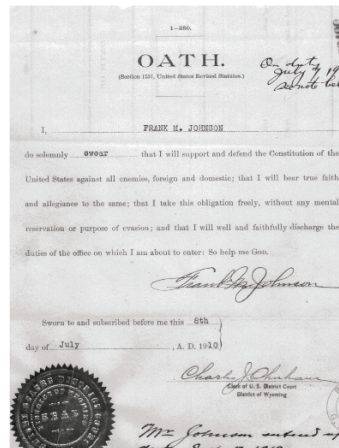 1—880.
OATH.
(Section 1757, United States Revised Statutes.)
On duty
July 7, 19
I, FRANK M. JOHNSON
do solemnly swear that I will support and defend the Constitution of the
United States against all enemies, foreign and domestic; that I will bear true faith
and allegiance to the same; that I take this obligation freely, without any mental
reservation or purpose of evasion; and that I will well and faithfully discharge the
duties of the office on which I am about to enter: So help me God.
Frank M. Johnson
Sworn to and subscribed before me this 8th
day of July, A. D. 1910
Clerk of U. S. District Court
District of Wyoming
SEAL
Mr Johnson entered